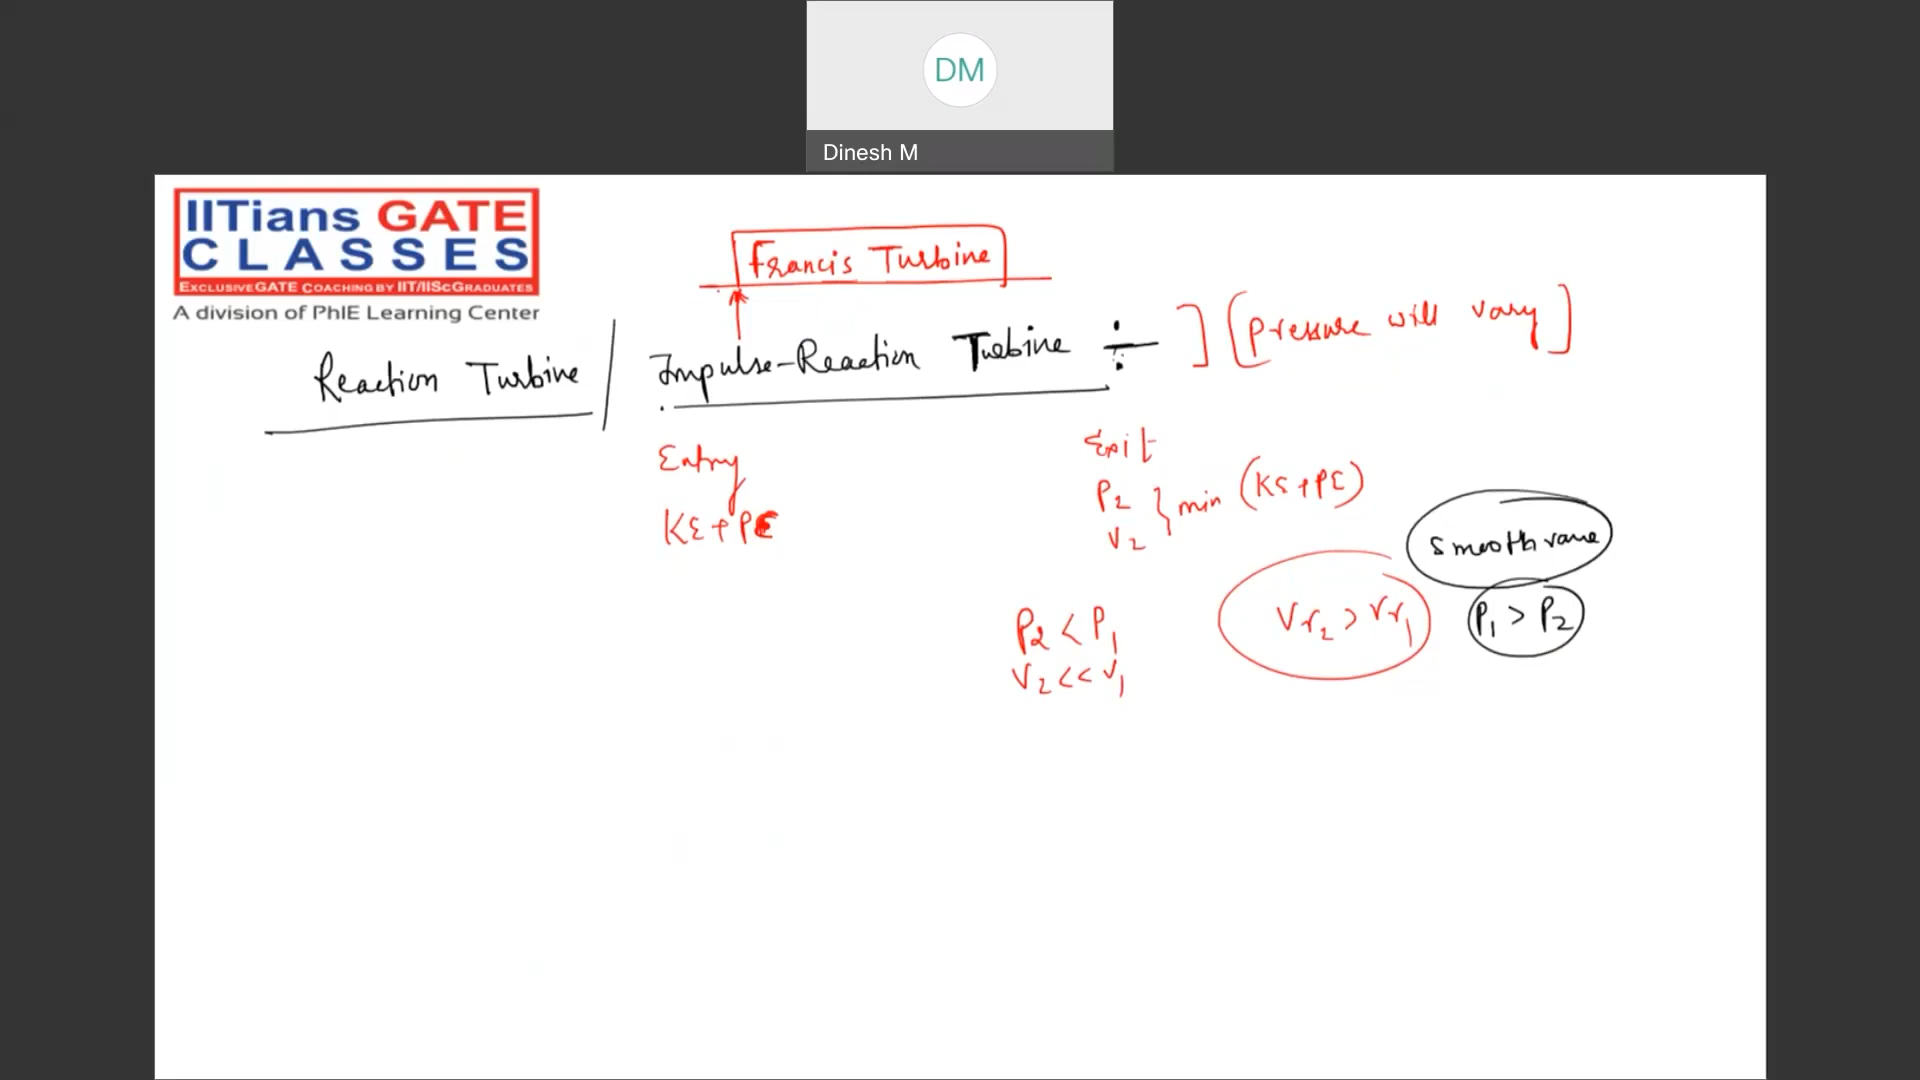 DM
Dinesh M
IITians GATE
CLASSES
EXCLUSIVE GATE COACHING BY IIT/IISc GRADUATES
A division of PhIE Learning Center
Francis Turbine
Reaction Turbine / Impulse-Reaction Turbine ÷ ] [Pressure will vary]
Entry
KE+PE
Exit
P2
V2 } min (KE+PE)
Smooth vane
P2 < P1
V2 << V1
Vr2 > Vr1
P1 > P2